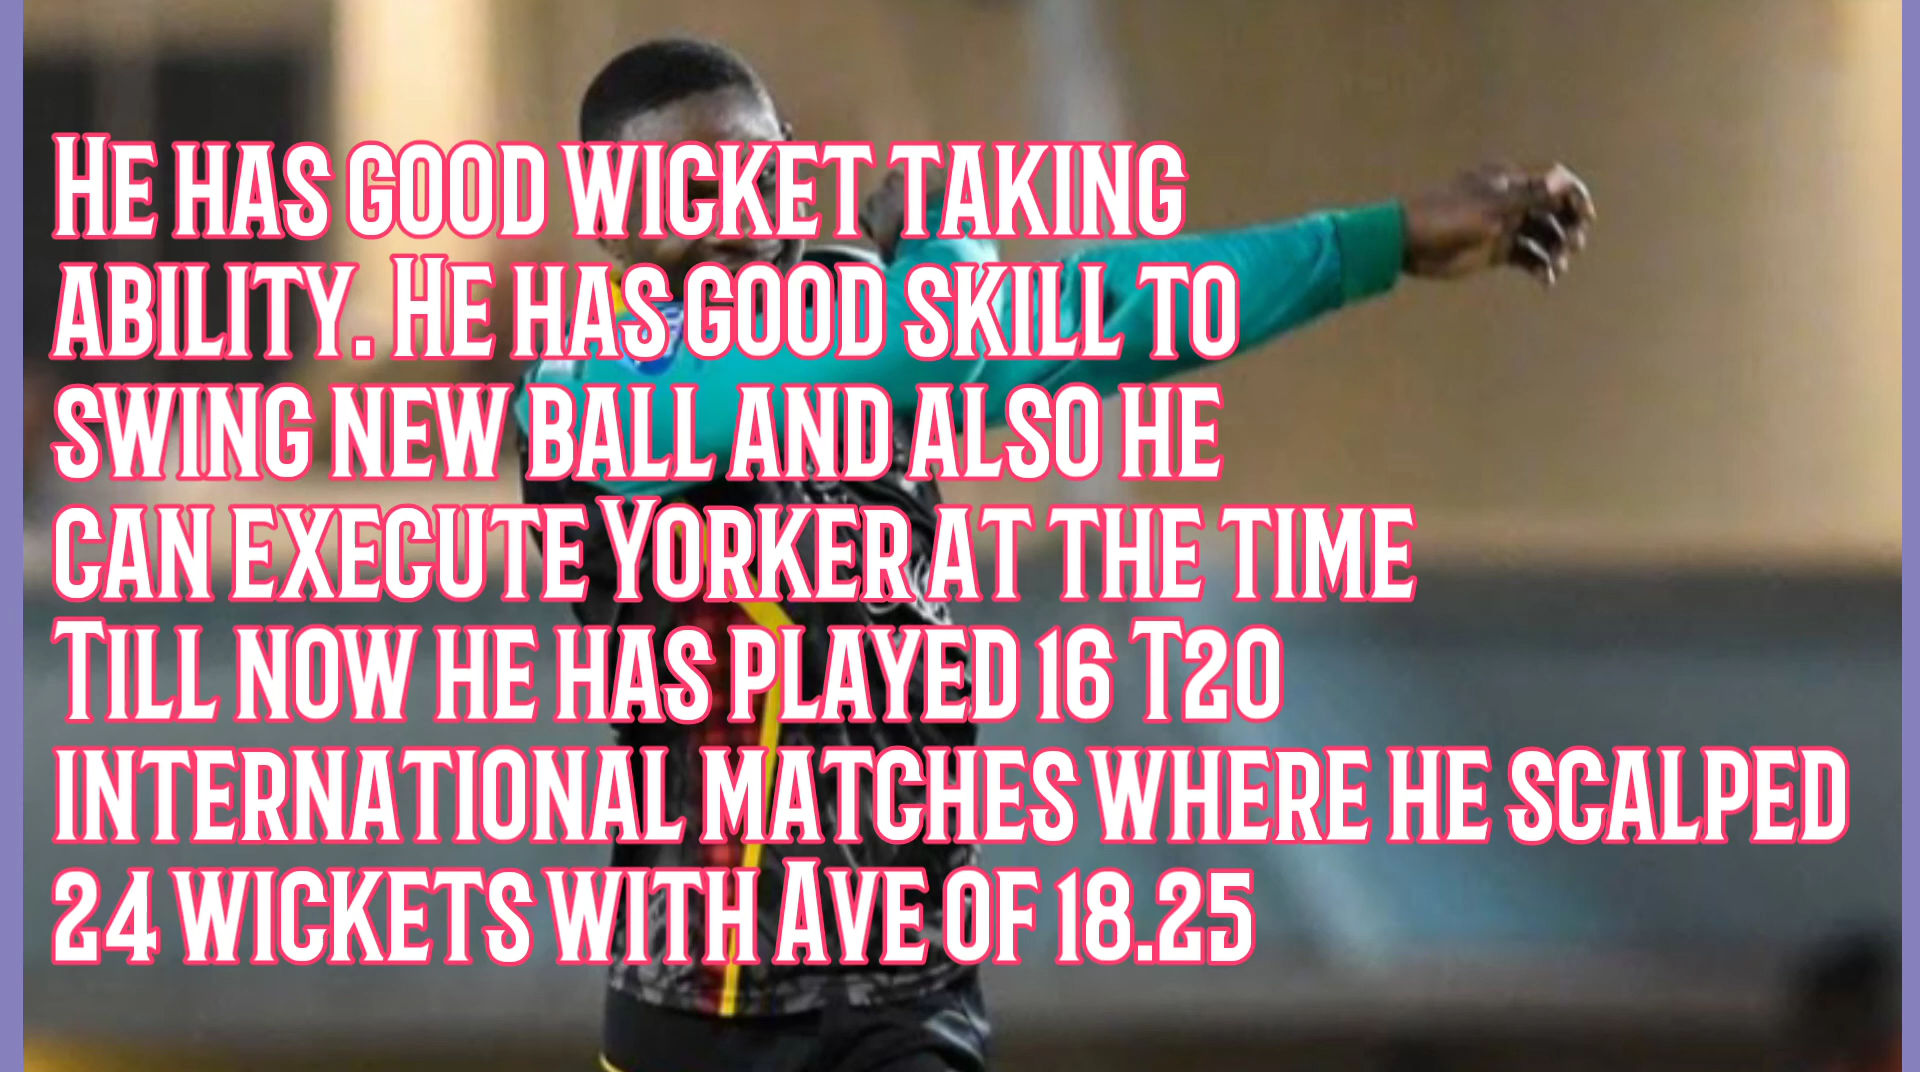 He has good wicket taking
ability. He has good skill to
swing new ball and also he
can execute Yorker at the time
Till now he has played 16 T20
international matches where he scalped
24 wickets with Ave of 18.25